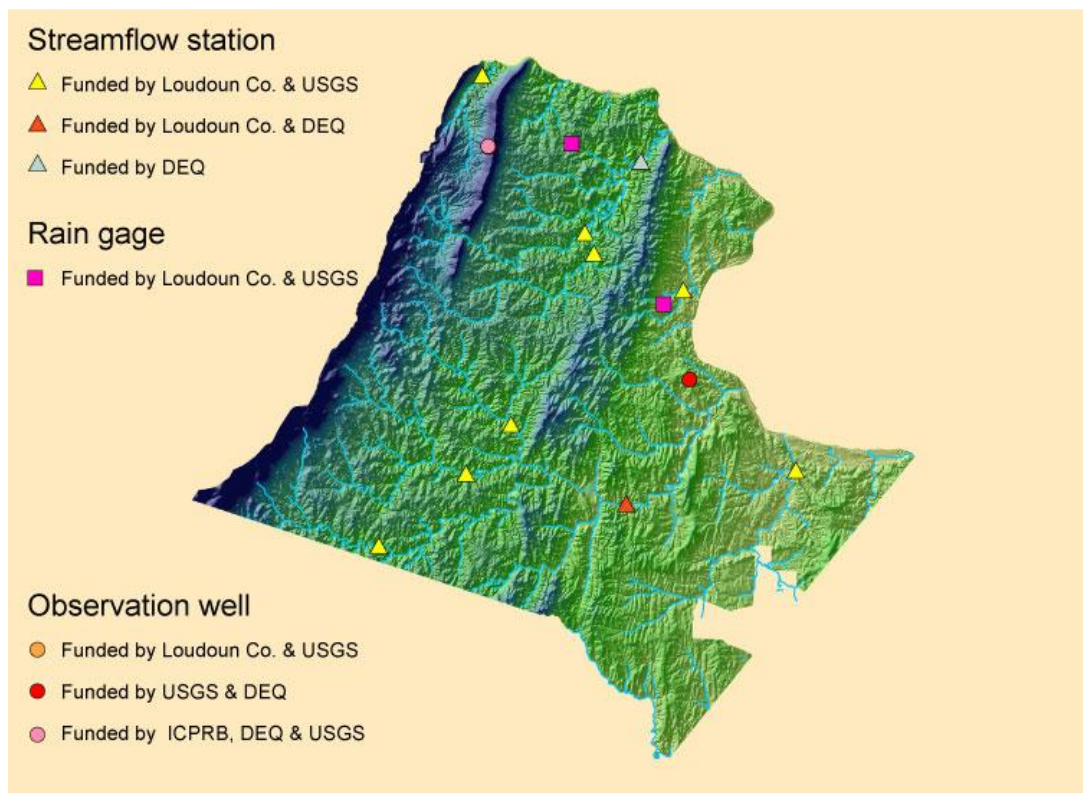 Streamflow station
Funded by Loudoun Co. & USGS
Funded by Loudoun Co. & DEQ
Funded by DEQ
Rain gage
Funded by Loudoun Co. & USGS
Observation well
Funded by Loudoun Co. & USGS
Funded by USGS & DEQ
Funded by ICPRB, DEQ & USGS